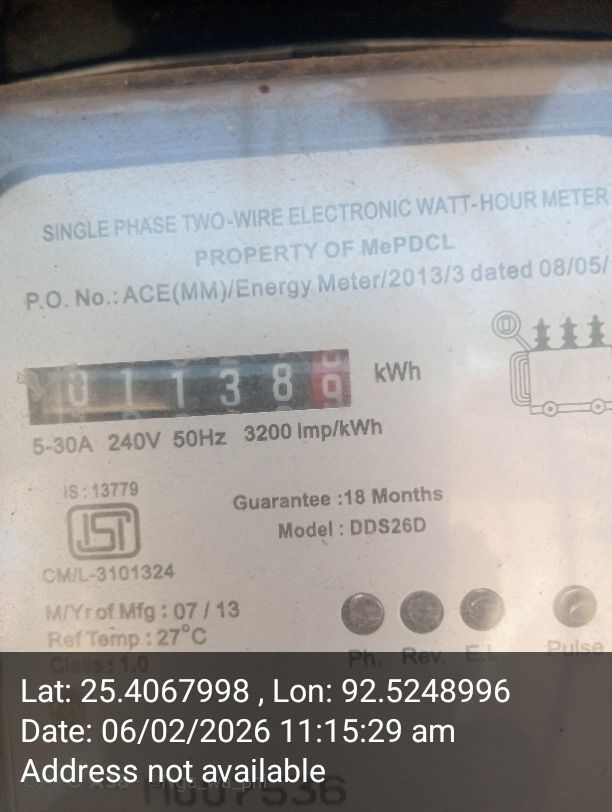 SINGLE PHASE TWO-WIRE ELECTRONIC WATT-HOUR METER
PROPERTY OF MePDCL
P.O. No.: ACE(MM)/Energy Meter/2013/3 dated 08/05/
01138 kWh
5-30A 240V 50Hz 3200 Imp/kWh
IS : 13779
Guarantee :18 Months
ISI
Model : DDS26D
CM/L-3101324
M/Yr of Mfg : 07 / 13
Ref Temp : 27°C
Class : 1.0
Ph. Rev. E.L. Pulse
Lat: 25.4067998 , Lon: 92.5248996
Date: 06/02/2026 11:15:29 am
Address not available